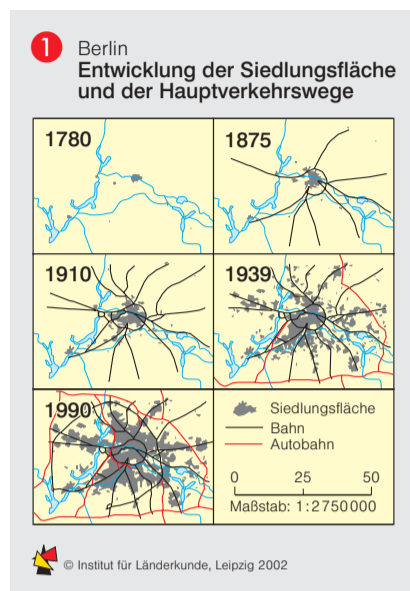 1
Berlin
Entwicklung der Siedlungsfläche
und der Hauptverkehrswege
1780
1875
1910
1939
1990
Siedlungsfläche
Bahn
Autobahn
0 25 50
Maßstab: 1:2750000
© Institut für Länderkunde, Leipzig 2002